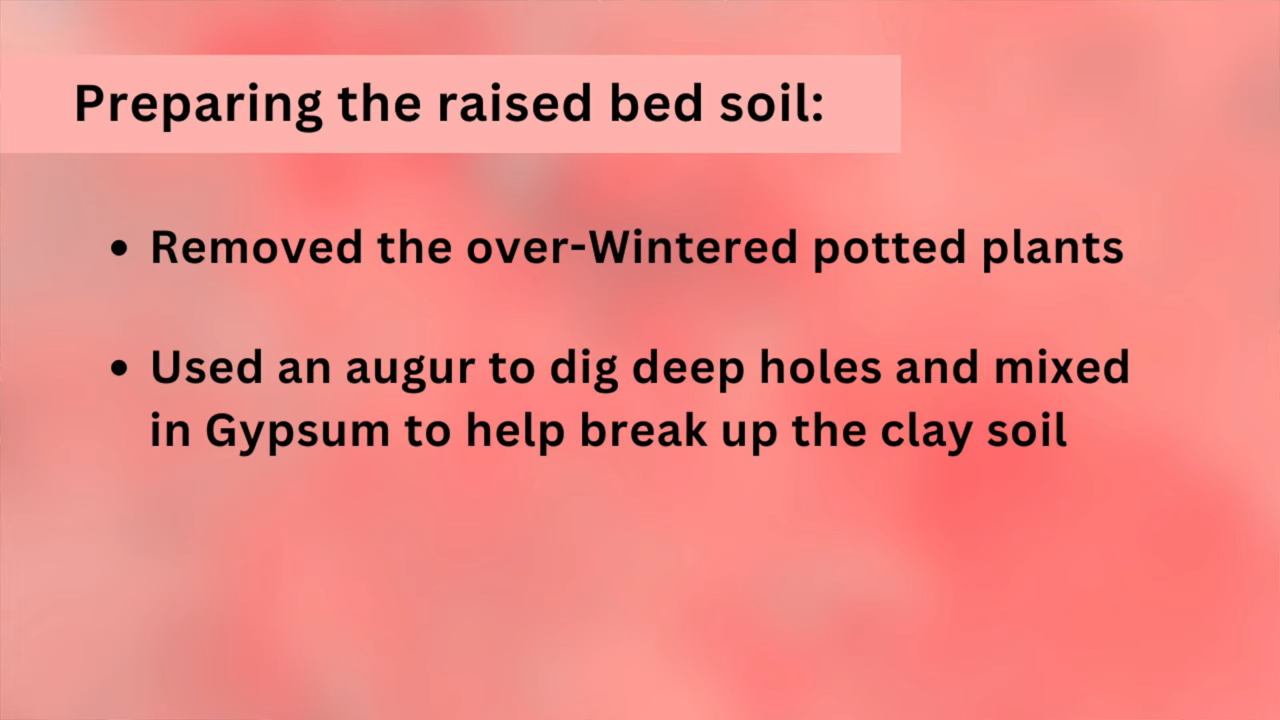 Preparing the raised bed soil:
• Removed the over-Wintered potted plants
• Used an augur to dig deep holes and mixed
in Gypsum to help break up the clay soil